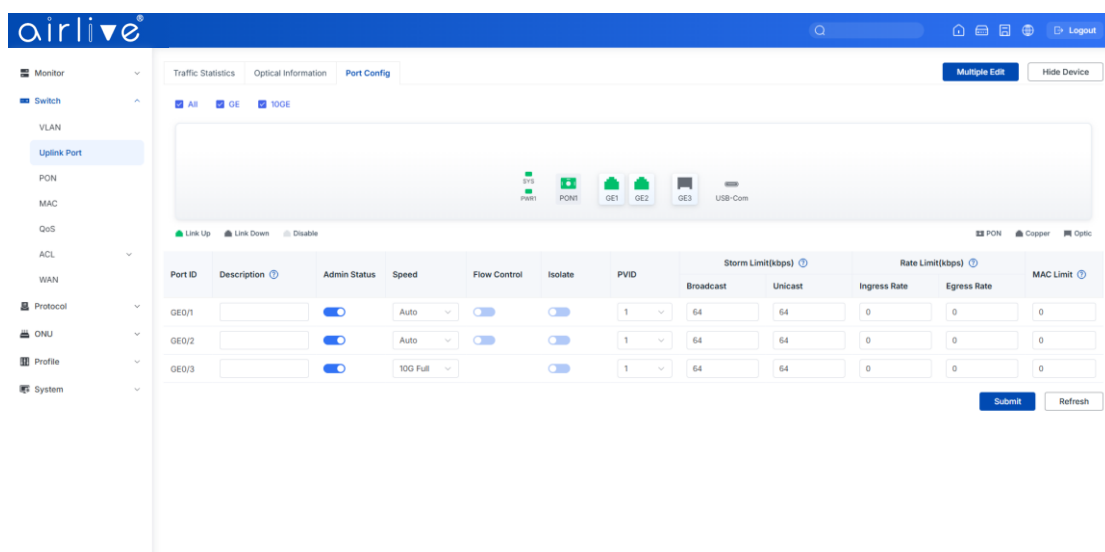 airlive®
Logout
Monitor
Switch
VLAN
Uplink Port
PON
MAC
QoS
ACL
WAN
Protocol
ONU
Profile
System
Traffic Statistics Optical Information Port Config
Multiple Edit Hide Device
All GE 10GE
SYS
PWR1 PON1 GE1 GE2 GE3 USB-Com
Link Up Link Down Disable PON Copper Optic
Port ID Description ? Admin Status Speed Flow Control Isolate PVID Storm Limit(kbps) ? Rate Limit(kbps) ? MAC Limit ?
Broadcast Unicast Ingress Rate Egress Rate
GE0/1 Auto 1 64 64 0 0 0
GE0/2 Auto 1 64 64 0 0 0
GE0/3 10G Full 1 64 64 0 0 0
Submit Refresh